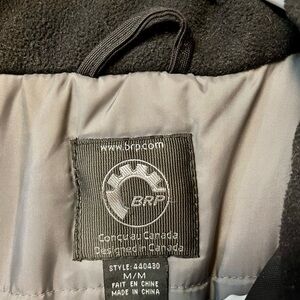 www.brp.com
BRP
Conçu au Canada
Designed in Canada
STYLE: 440430
M/M
FAIT EN CHINE
MADE IN CHINA